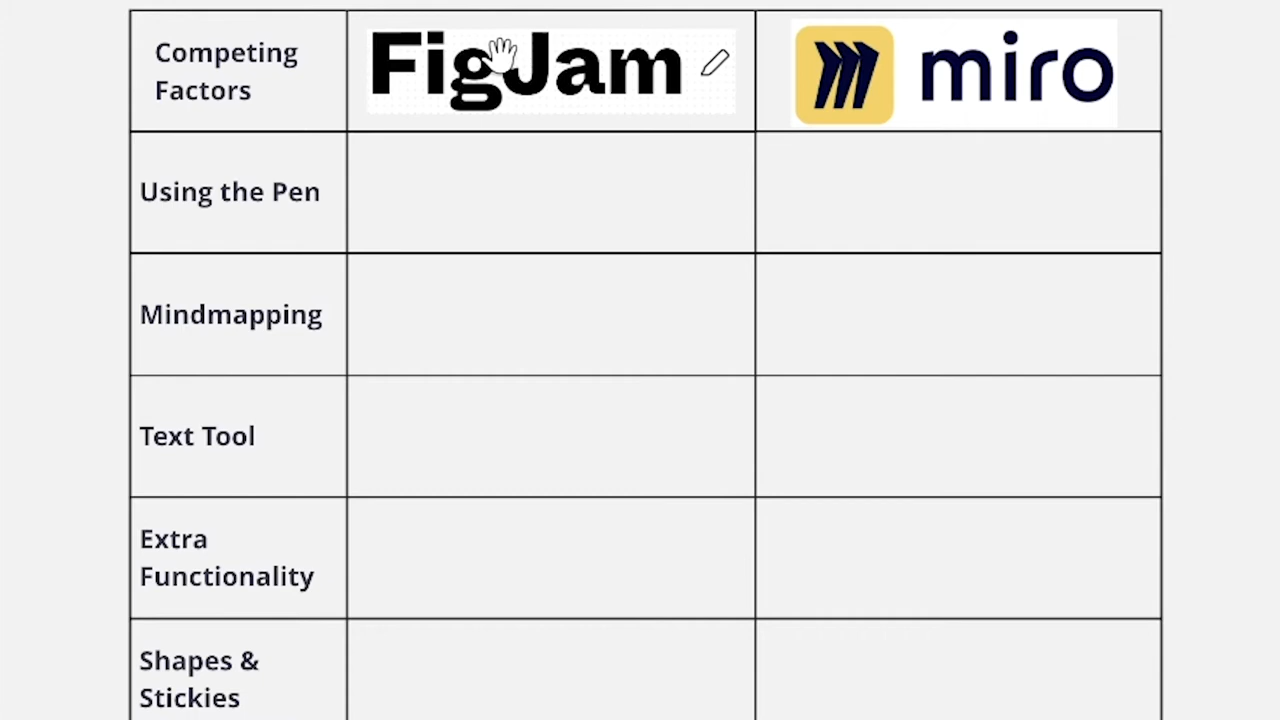 Competing
Factors
FigJam
miro
Using the Pen
Mindmapping
Text Tool
Extra
Functionality
Shapes &
Stickies